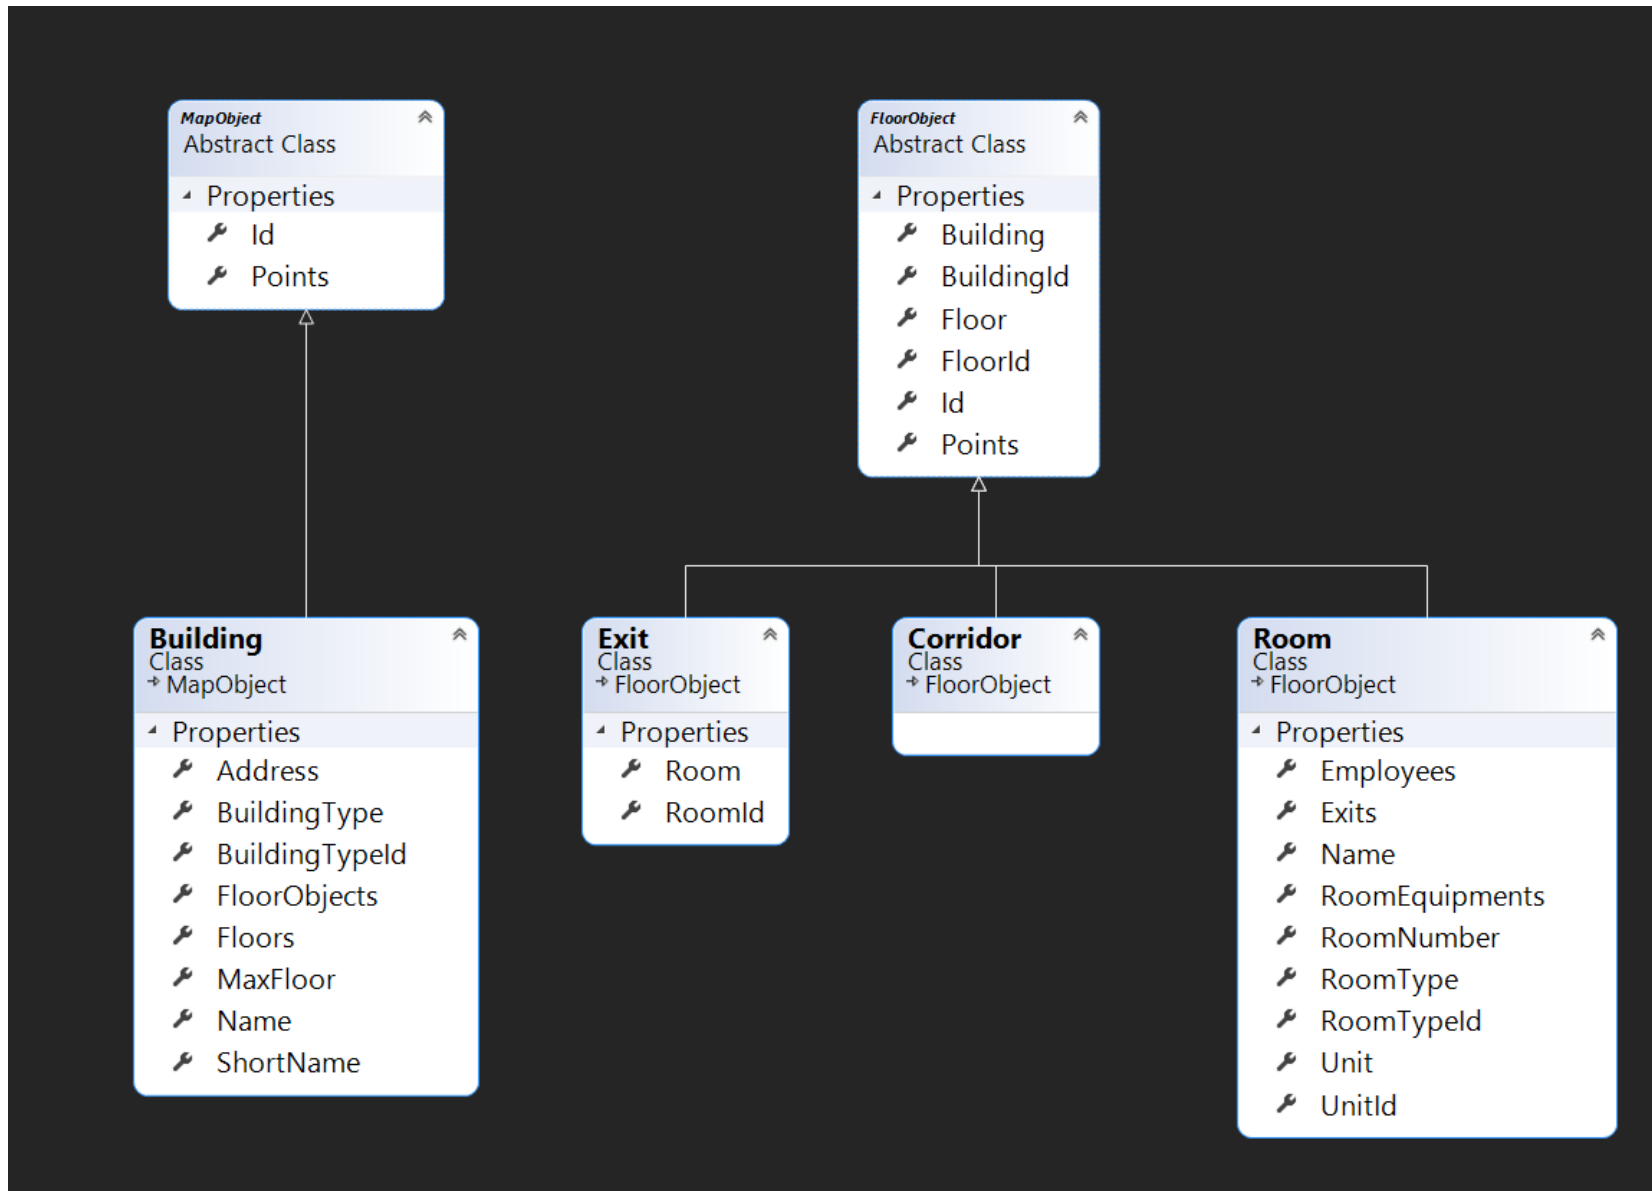 MapObject
Abstract Class
Properties
Id
Points
FloorObject
Abstract Class
Properties
Building
BuildingId
Floor
FloorId
Id
Points
Building
Class
MapObject
Properties
Address
BuildingType
BuildingTypeId
FloorObjects
Floors
MaxFloor
Name
ShortName
Exit
Class
FloorObject
Properties
Room
RoomId
Corridor
Class
FloorObject
Room
Class
FloorObject
Properties
Employees
Exits
Name
RoomEquipments
RoomNumber
RoomType
RoomTypeId
Unit
UnitId